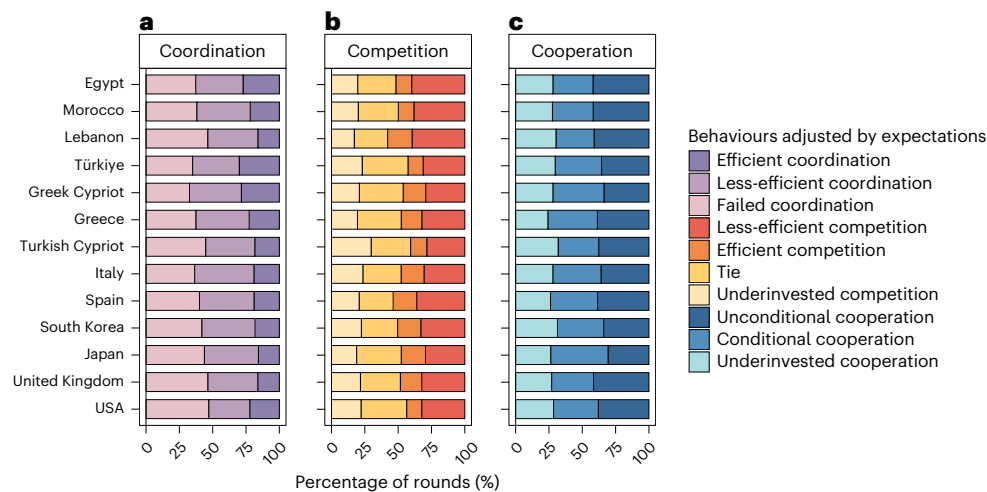 a
b
c
Coordination
Competition
Cooperation
Egypt
Morocco
Lebanon
Türkiye
Greek Cypriot
Greece
Turkish Cypriot
Italy
Spain
South Korea
Japan
United Kingdom
USA
0 25 50 75 100
0 25 50 75 100
0 25 50 75 100
Percentage of rounds (%)
Behaviours adjusted by expectations
Efficient coordination
Less-efficient coordination
Failed coordination
Less-efficient competition
Efficient competition
Tie
Underinvested competition
Unconditional cooperation
Conditional cooperation
Underinvested cooperation